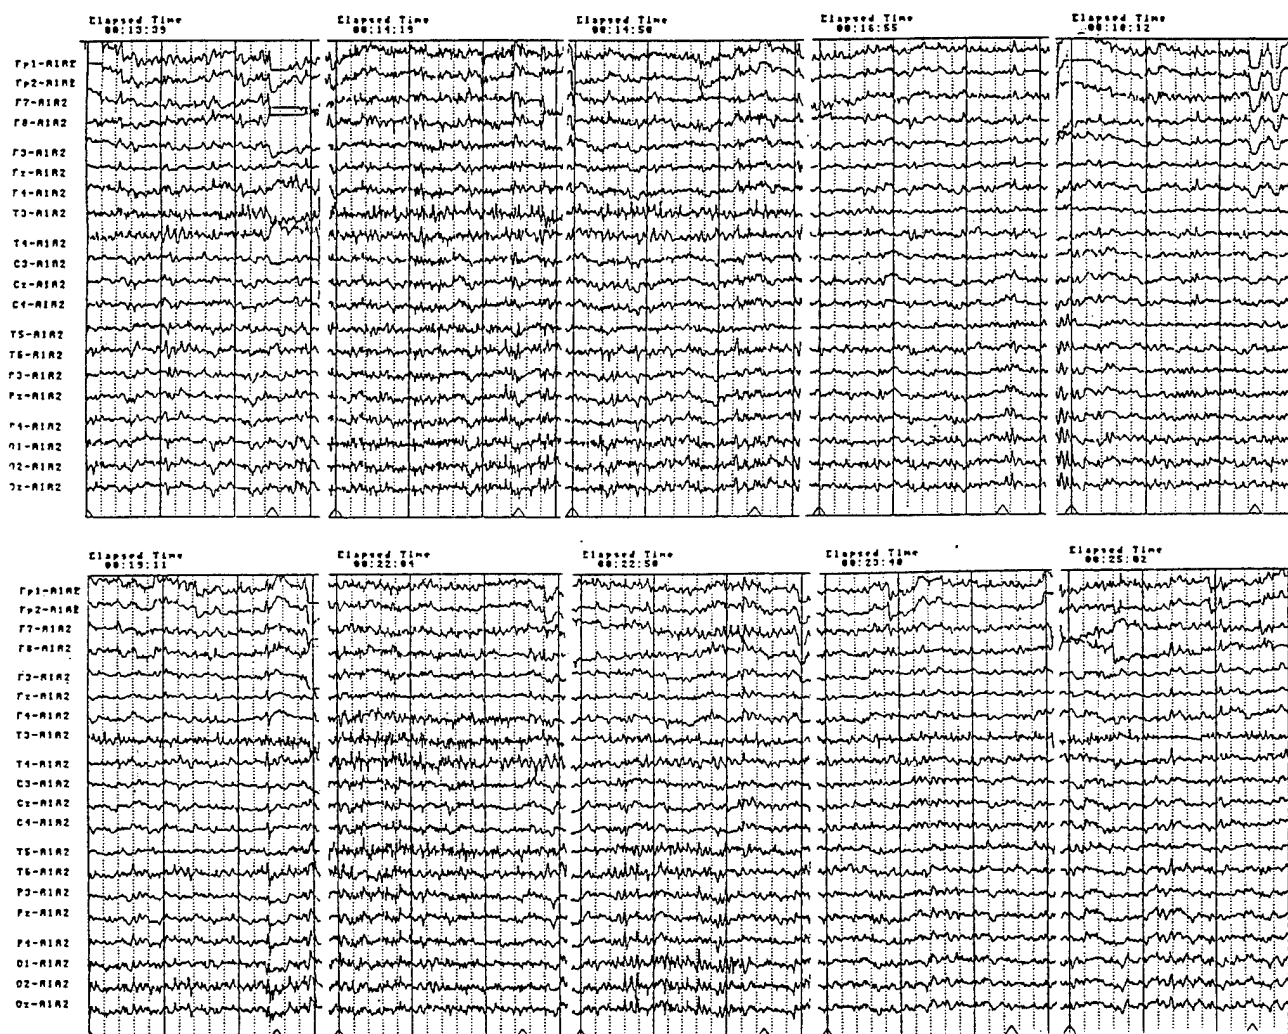 Elapsed Time Elapsed Time Elapsed Time Elapsed Time Elapsed Time
00:13:39 00:14:19 00:14:50 00:18:12
Fp1-A1A2
Fp2-A1A2
F7-A1A2
F8-A1A2
F3-A1A2
Fz-A1A2
F4-A1A2
T3-A1A2
T4-A1A2
C3-A1A2
Cz-A1A2
C4-A1A2
T5-A1A2
T6-A1A2
P3-A1A2
Pz-A1A2
P4-A1A2
O1-A1A2
O2-A1A2
Oz-A1A2
Elapsed Time Elapsed Time Elapsed Time Elapsed Time Elapsed Time
00:19:11 00:22:04 00:22:50 00:23:40 00:25:02
Fp1-A1A2
Fp2-A1A2
F7-A1A2
F8-A1A2
F3-A1A2
Fz-A1A2
F4-A1A2
T3-A1A2
T4-A1A2
C3-A1A2
Cz-A1A2
C4-A1A2
T5-A1A2
T6-A1A2
P3-A1A2
Pz-A1A2
P4-A1A2
O1-A1A2
O2-A1A2
Oz-A1A2